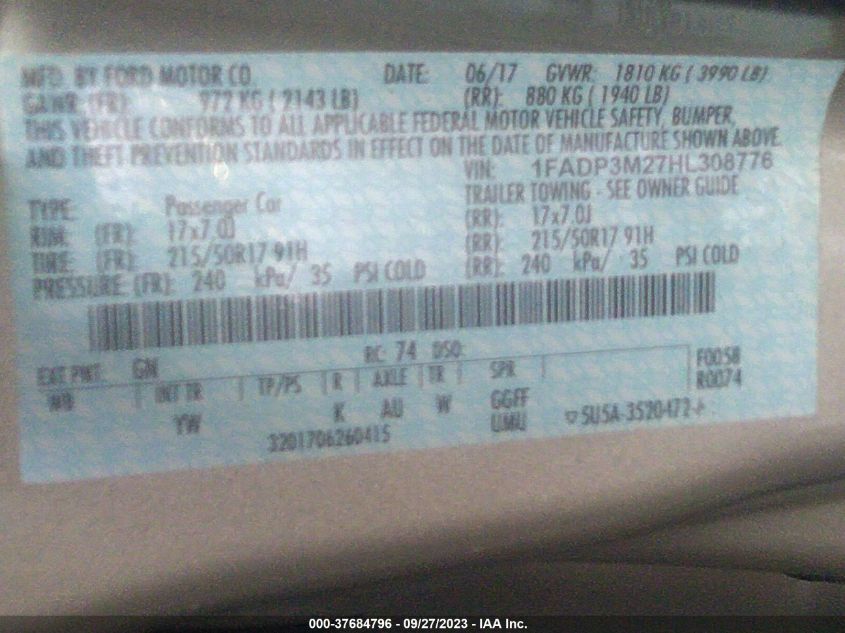 MFD. BY FORD MOTOR CO. DATE: 06/17 GVWR: 1810 KG ( 3990 LB)
GAWR (FR): 972 KG ( 2143 LB) (RR): 880 KG ( 1940 LB)
THIS VEHICLE CONFORMS TO ALL APPLICABLE FEDERAL MOTOR VEHICLE SAFETY, BUMPER,
AND THEFT PREVENTION STANDARDS IN EFFECT ON THE DATE OF MANUFACTURE SHOWN ABOVE.
VIN: 1FADP3M27HL308776
TYPE: Passenger Car TRAILER TOWING - SEE OWNER GUIDE
RIM: (FR): 17x7.0J (RR): 17x7.0J
TIRE: (FR): 215/50R17 91H (RR): 215/50R17 91H
PRESSURE (FR): 240 kPa/ 35 PSI COLD (RR): 240 kPa/ 35 PSI COLD
EXT PNT: GN RC: 74 DSO: F0058
WB INT TR TP/PS R AXLE TR SPR R0074
YW K AU W GGFF
3201706260415 UMU 5U5A-3520472-
000-37684796 - 09/27/2023 - IAA Inc.